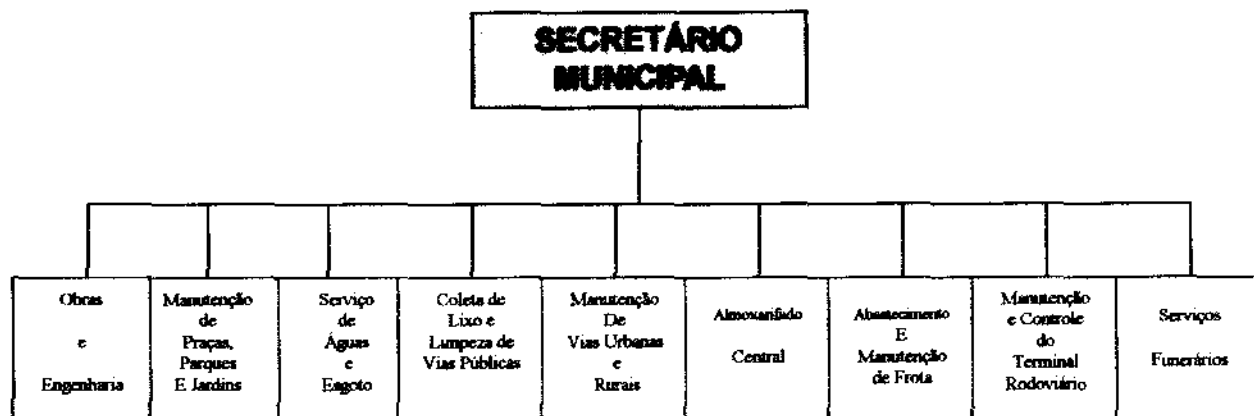 SECRETÁRIO
MUNICIPAL
Obras
e
Engenharia
Manutenção
de
Praças,
Parques
E Jardins
Serviço
de
Águas
e
Esgoto
Coleta de
Lixo e
Limpeza de
Vias Públicas
Manutenção
De
Vias Urbanas
e
Rurais
Almoxarifado
Central
Abastecimento
E
Manutenção
de Frota
Manutenção
e Controle
do
Terminal
Rodoviário
Serviços
Funerários